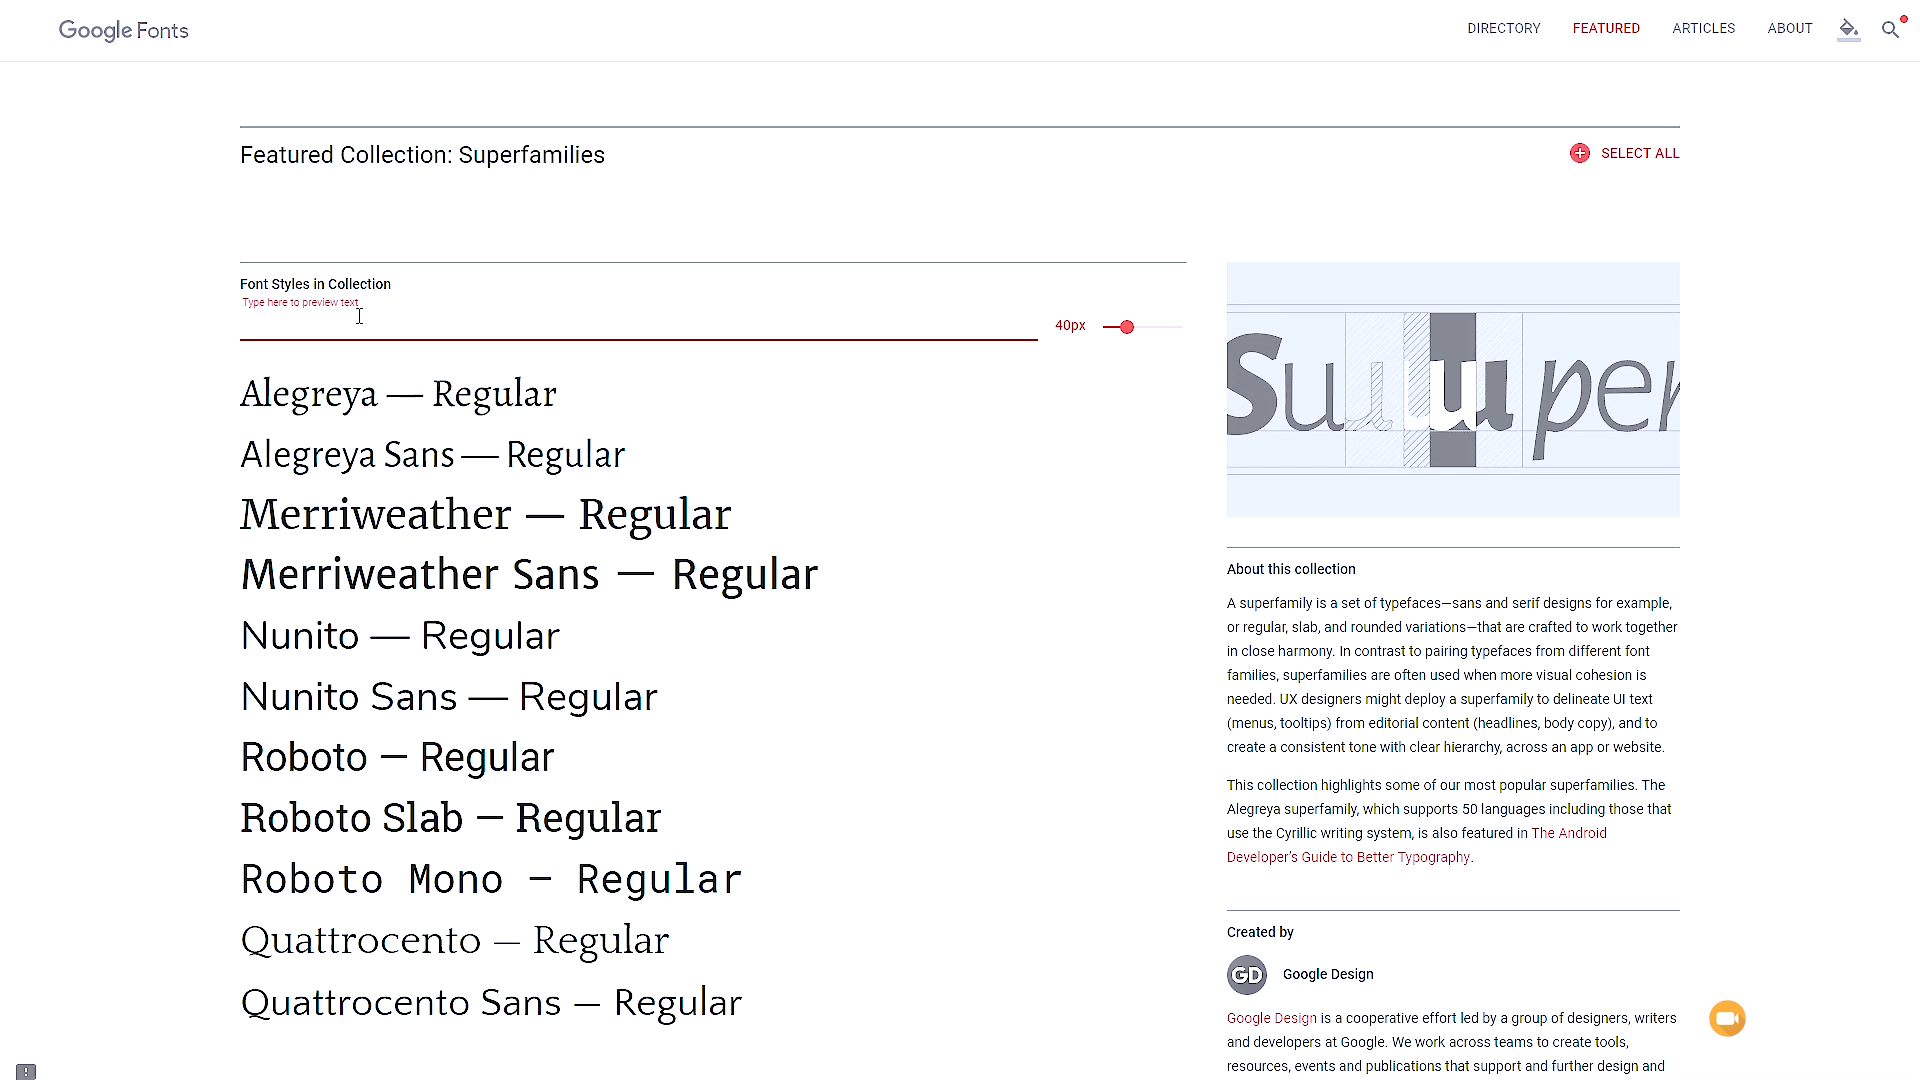 Google Fonts
DIRECTORY
FEATURED
ARTICLES
ABOUT
Featured Collection: Superfamilies
SELECT ALL
Font Styles in Collection
Type here to preview text
40px
Alegreya — Regular
Alegreya Sans — Regular
Merriweather — Regular
Merriweather Sans — Regular
Nunito — Regular
Nunito Sans — Regular
Roboto — Regular
Roboto Slab — Regular
Roboto Mono — Regular
Quattrocento — Regular
Quattrocento Sans — Regular
Su u u per
About this collection
A superfamily is a set of typefaces—sans and serif designs for example,
or regular, slab, and rounded variations—that are crafted to work together
in close harmony. In contrast to pairing typefaces from different font
families, superfamilies are often used when more visual cohesion is
needed. UX designers might deploy a superfamily to delineate UI text
(menus, tooltips) from editorial content (headlines, body copy), and to
create a consistent tone with clear hierarchy, across an app or website.
This collection highlights some of our most popular superfamilies. The
Alegreya superfamily, which supports 50 languages including those that
use the Cyrillic writing system, is also featured in The Android
Developer's Guide to Better Typography.
Created by
GD
Google Design
Google Design is a cooperative effort led by a group of designers, writers
and developers at Google. We work across teams to create tools,
resources, events and publications that support and further design and